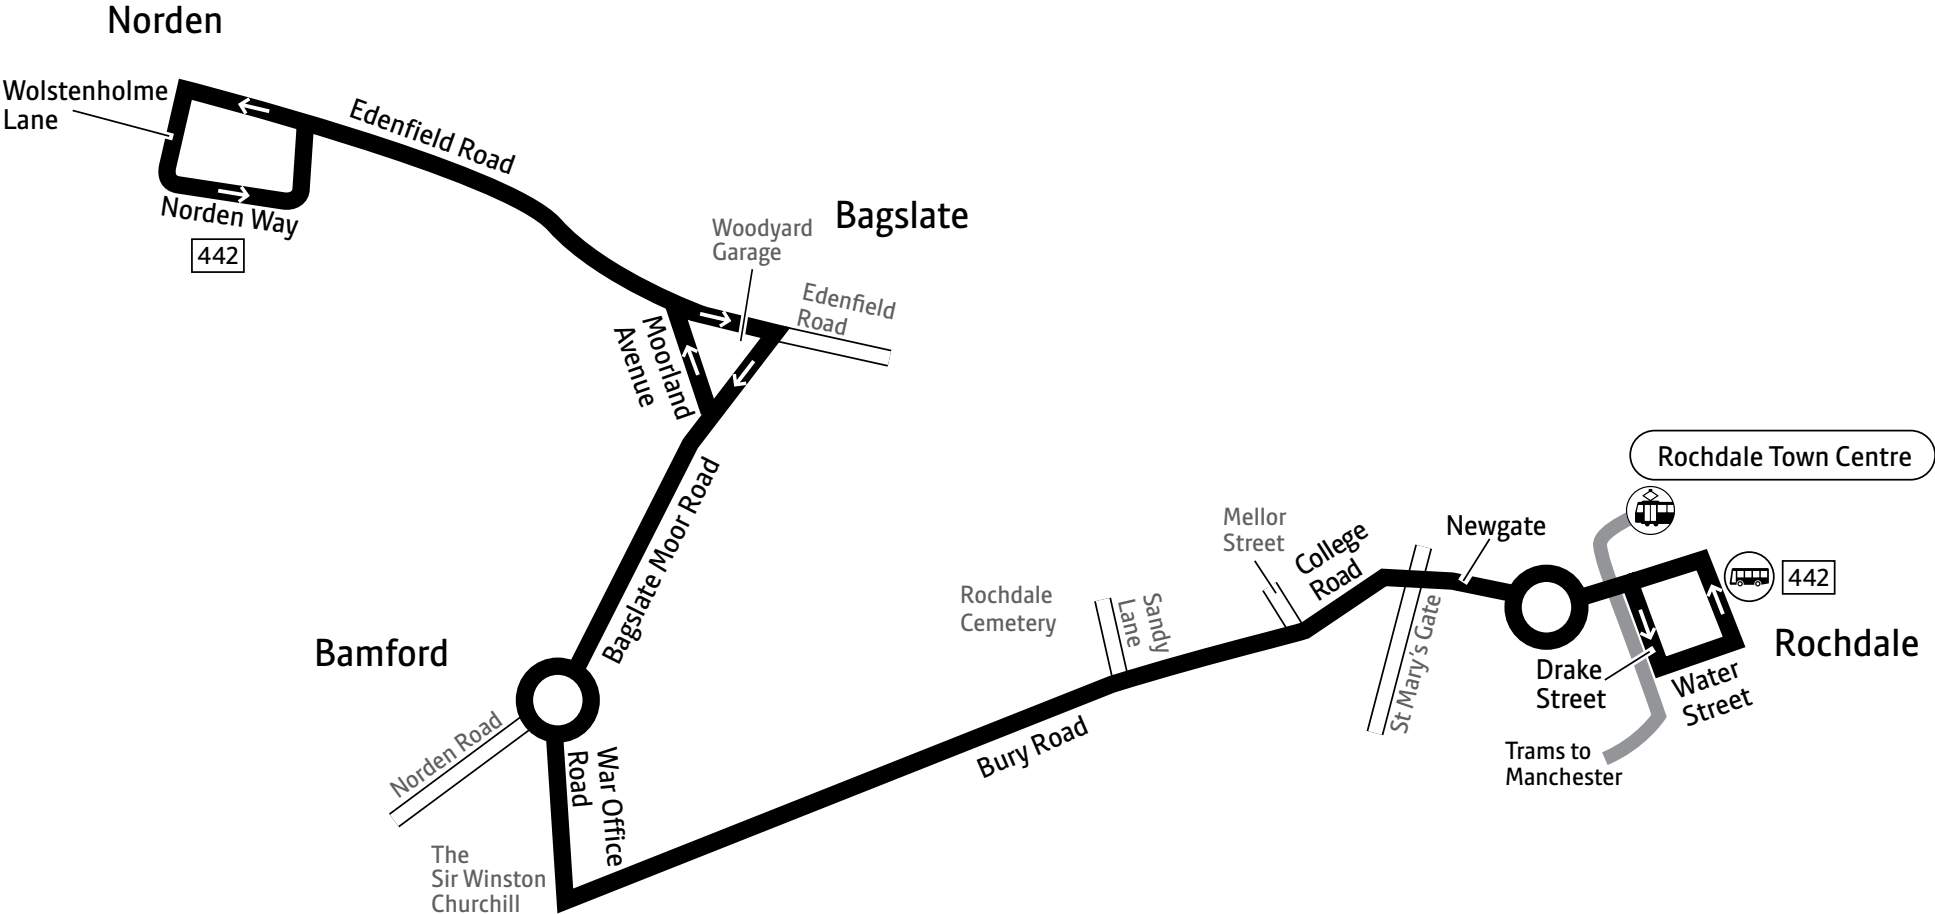 Norden
Wolstenholme
Lane
Edenfield Road
Norden Way
442
Woodyard
Garage
Bagslate
Edenfield
Road
Moorland
Avenue
Bagslate Moor Road
Bamford
Norden Road
War Office
Road
The
Sir Winston
Churchill
Bury Road
Rochdale
Cemetery
Sandy
Lane
Mellor
Street
College
Road
St Mary's Gate
Newgate
Rochdale Town Centre
442
Rochdale
Drake
Street
Water
Street
Trams to
Manchester